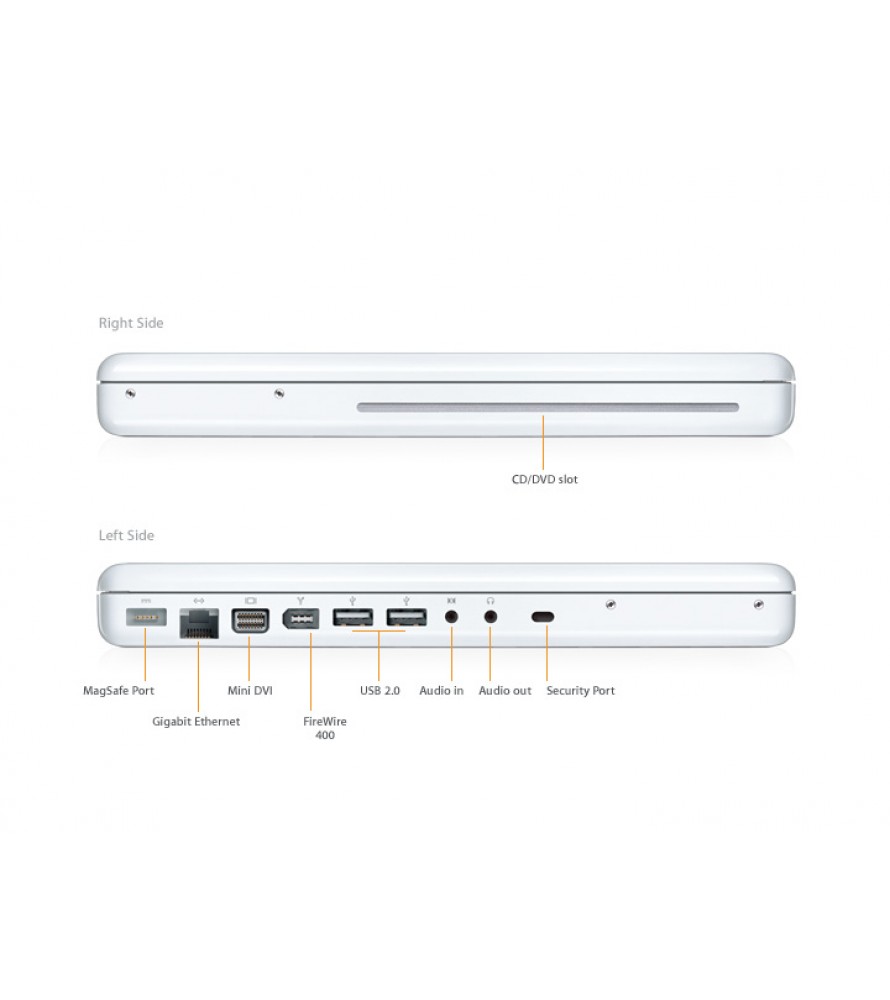 Right Side
CD/DVD slot
Left Side
MagSafe Port
Mini DVI
USB 2.0
Audio in
Audio out
Security Port
Gigabit Ethernet
FireWire
400